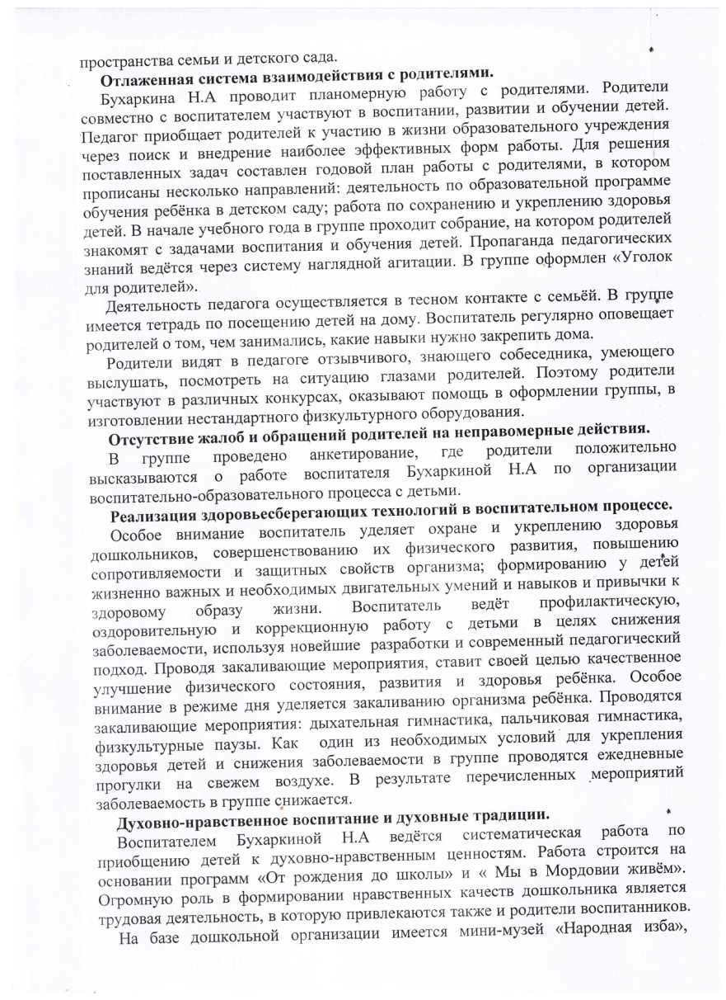 пространства семьи и детского сада.
Отлаженная система взаимодействия с родителями.
Бухаркина Н.А проводит планомерную работу с родителями. Родители
совместно с воспитателем участвуют в воспитании, развитии и обучении детей.
Педагог приобщает родителей к участию в жизни образовательного учреждения
через поиск и внедрение наиболее эффективных форм работы. Для решения
поставленных задач составлен годовой план работы с родителями, в котором
прописаны несколько направлений: деятельность по образовательной программе
обучения ребёнка в детском саду; работа по сохранению и укреплению здоровья
детей. В начале учебного года в группе проходит собрание, на котором родителей
знакомят с задачами воспитания и обучения детей. Пропаганда педагогических
знаний ведётся через систему наглядной агитации. В группе оформлен «Уголок
для родителей».
Деятельность педагога осуществляется в тесном контакте с семьёй. В группе
имеется тетрадь по посещению детей на дому. Воспитатель регулярно оповещает
родителей о том, чем занимались, какие навыки нужно закрепить дома.
Родители видят в педагоге отзывчивого, знающего собеседника, умеющего
выслушать, посмотреть на ситуацию глазами родителей. Поэтому родители
участвуют в различных конкурсах, оказывают помощь в оформлении группы, в
изготовлении нестандартного физкультурного оборудования.
Отсутствие жалоб и обращений родителей на неправомерные действия.
В группе проведено анкетирование, где родители положительно
высказываются о работе воспитателя Бухаркиной Н.А по организации
воспитательно-образовательного процесса с детьми.
Реализация здоровьесберегающих технологий в воспитательном процессе.
Особое внимание воспитатель уделяет охране и укреплению здоровья
дошкольников, совершенствованию их физического развития, повышению
сопротивляемости и защитных свойств организма; формированию у детей
жизненно важных и необходимых двигательных умений и навыков и привычки к
здоровому образу жизни. Воспитатель ведёт профилактическую,
оздоровительную и коррекционную работу с детьми в целях снижения
заболеваемости, используя новейшие разработки и современный педагогический
подход. Проводя закаливающие мероприятия, ставит своей целью качественное
улучшение физического состояния, развития и здоровья ребёнка. Особое
внимание в режиме дня уделяется закаливанию организма ребёнка. Проводятся
закаливающие мероприятия: дыхательная гимнастика, пальчиковая гимнастика,
физкультурные паузы. Как один из необходимых условий для укрепления
здоровья детей и снижения заболеваемости в группе проводятся ежедневные
прогулки на свежем воздухе. В результате перечисленных мероприятий
заболеваемость в группе снижается.
Духовно-нравственное воспитание и духовные традиции.
Воспитателем Бухаркиной Н.А ведётся систематическая работа по
приобщению детей к духовно-нравственным ценностям. Работа строится на
основании программ «От рождения до школы» и « Мы в Мордовии живём».
Огромную роль в формировании нравственных качеств дошкольника является
трудовая деятельность, в которую привлекаются также и родители воспитанников.
На базе дошкольной организации имеется мини-музей «Народная изба»,